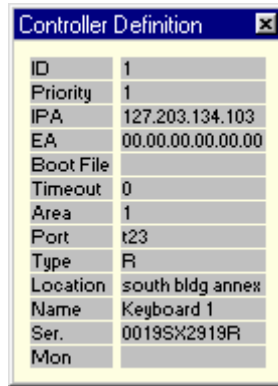 Controller Definition
ID 1
Priority 1
IPA 127.203.134.103
EA 00.00.00.00.00.00
Boot File
Timeout 0
Area 1
Port t23
Type R
Location south bldg annex
Name Keyboard 1
Ser. 0019SX2919R
Mon